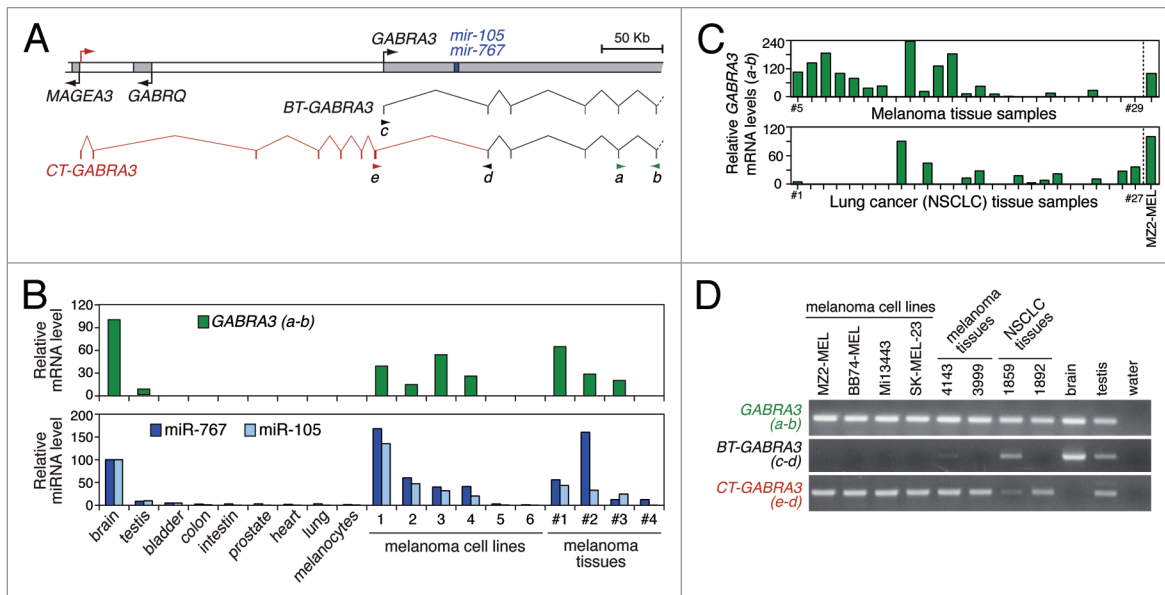 A
GABRA3
mir-105
mir-767
50 Kb
MAGEA3
GABRQ
BT-GABRA3
c
CT-GABRA3
e
d
a
b
B
Relative
mRNA level
120
90
60
30
0
GABRA3 (a-b)
Relative
miRNA level
200
150
100
50
0
miR-767
miR-105
brain
testis
bladder
colon
intestin
prostate
heart
lung
melanocytes
1 2 3 4 5 6
melanoma cell lines
#1 #2 #3 #4
melanoma
tissues
C
Relative GABRA3
mRNA levels (a-b)
240
120
0
#5
#29
Melanoma tissue samples
120
60
0
#1
#27
Lung cancer (NSCLC) tissue samples
MZ2-MEL
D
melanoma cell lines
melanoma
tissues
NSCLC
tissues
MZ2-MEL
BB74-MEL
Mi13443
SK-MEL-23
4143
3999
1859
1892
brain
testis
water
GABRA3
(a-b)
BT-GABRA3
(c-d)
CT-GABRA3
(e-d)